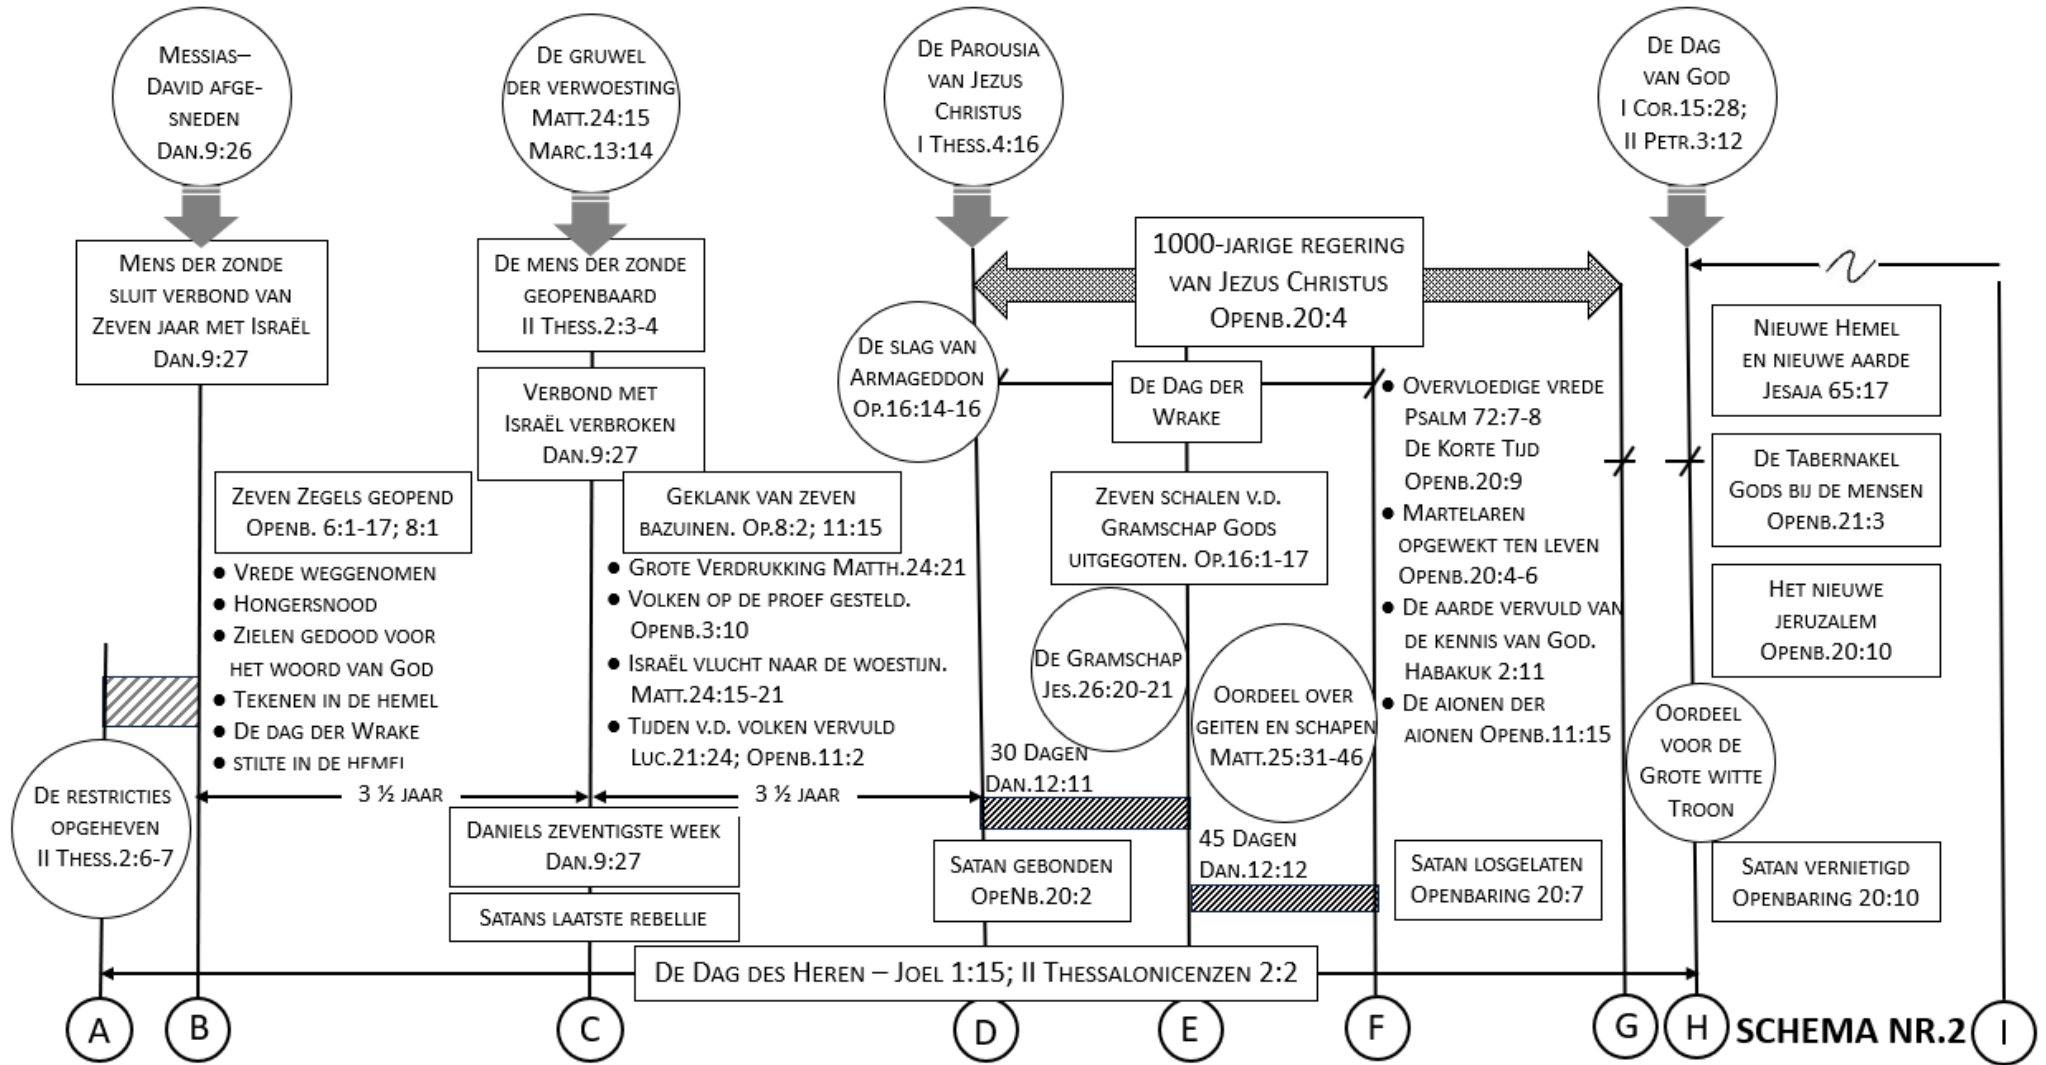 Messias–
David afge-
sneden
Dan.9:26
De gruwel
der verwoesting
Matt.24:15
Marc.13:14
De Parousia
van Jezus
Christus
I Thess.4:16
De Dag
van God
I Cor.15:28;
II Petr.3:12
Mens der zonde
sluit verbond van
Zeven jaar met Israël
Dan.9:27
De mens der zonde
geopenbaard
II Thess.2:3-4
Verbond met
Israël verbroken
Dan.9:27
1000-jarige regering
van Jezus Christus
Openb.20:4
De slag van
Armageddon
Op.16:14-16
De Dag der
Wrake
Zeven Zegels geopend
Openb. 6:1-17; 8:1
● Vrede weggenomen
● Hongersnood
● Zielen gedood voor
het woord van God
● Tekenen in de hemel
● De dag der Wrake
● stilte in de hemel
Geklank van zeven
bazuinen. Op.8:2; 11:15
● Grote Verdrukking Matth.24:21
● Volken op de proef gesteld.
Openb.3:10
● Israël vlucht naar de woestijn.
Matt.24:15-21
● Tijden v.d. volken vervuld
Luc.21:24; Openb.11:2
Zeven schalen v.d.
Gramschap Gods
uitgegoten. Op.16:1-17
De Gramschap
Jes.26:20-21
Oordeel over
geiten en schapen
Matt.25:31-46
● Overvloedige vrede
Psalm 72:7-8
De Korte Tijd
Openb.20:9
● Martelaren
opgewekt ten leven
Openb.20:4-6
● De aarde vervuld van
de kennis van God.
Habakuk 2:11
● De aionen der
aionen Openb.11:15
Nieuwe Hemel
en nieuwe aarde
Jesaja 65:17
De Tabernakel
Gods bij de mensen
Openb.21:3
Het nieuwe
jeruzalem
Openb.20:10
Oordeel
voor de
Grote witte
Troon
De restricties
opgeheven
II Thess.2:6-7
3 ½ jaar
3 ½ jaar
30 Dagen
Dan.12:11
45 Dagen
Dan.12:12
Daniels zeventigste week
Dan.9:27
Satans laatste rebellie
Satan gebonden
OpeNb.20:2
Satan losgelaten
Openbaring 20:7
Satan vernietigd
Openbaring 20:10
De Dag des Heren – Joel 1:15; II Thessalonicenzen 2:2
A
B
C
D
E
F
G
H
SCHEMA NR.2
I